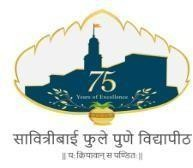 75
Years of Excellence
सावित्रीबाई फुले पुणे विद्यापीठ
॥ यः क्रियावान् स पण्डितः ॥